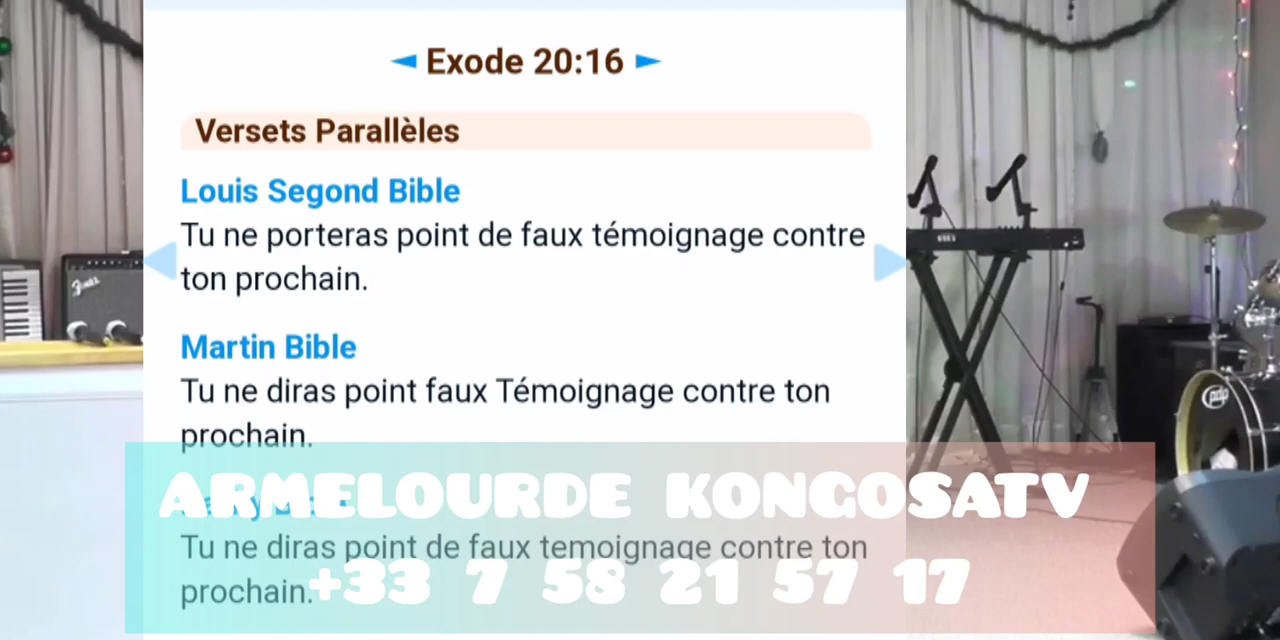 ◄ Exode 20:16 ►
Versets Parallèles
Louis Segond Bible
Tu ne porteras point de faux témoignage contre
ton prochain.
Martin Bible
Tu ne diras point faux Témoignage contre ton
prochain.
ARMELOURDE KONGOSATV
Tu ne diras point de faux temoignage contre ton
prochain.
+33 7 58 21 57 17
Fender
pdp